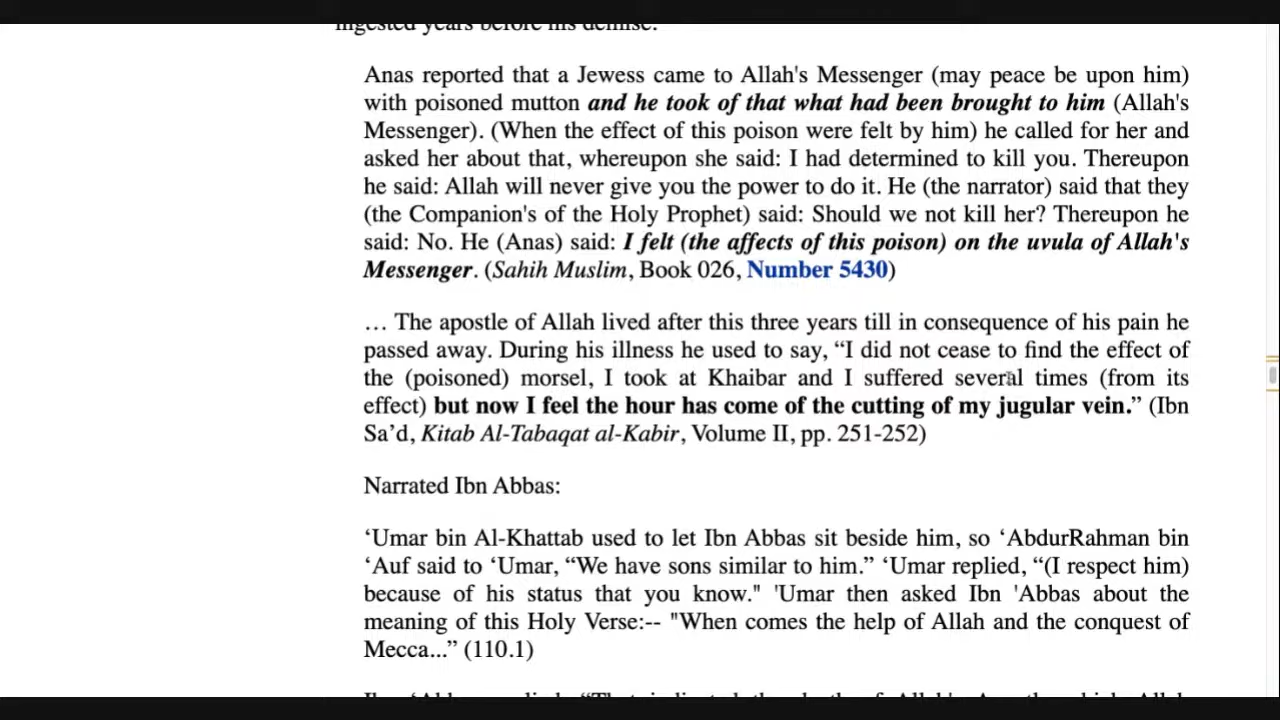 ingested years before his demise.
Anas reported that a Jewess came to Allah's Messenger (may peace be upon him)
with poisoned mutton and he took of that what had been brought to him (Allah's
Messenger). (When the effect of this poison were felt by him) he called for her and
asked her about that, whereupon she said: I had determined to kill you. Thereupon
he said: Allah will never give you the power to do it. He (the narrator) said that they
(the Companion's of the Holy Prophet) said: Should we not kill her? Thereupon he
said: No. He (Anas) said: I felt (the affects of this poison) on the uvula of Allah's
Messenger. (Sahih Muslim, Book 026, Number 5430)
… The apostle of Allah lived after this three years till in consequence of his pain he
passed away. During his illness he used to say, “I did not cease to find the effect of
the (poisoned) morsel, I took at Khaibar and I suffered several times (from its
effect) but now I feel the hour has come of the cutting of my jugular vein.” (Ibn
Sa’d, Kitab Al-Tabaqat al-Kabir, Volume II, pp. 251-252)
Narrated Ibn Abbas:
‘Umar bin Al-Khattab used to let Ibn Abbas sit beside him, so ‘AbdurRahman bin
‘Auf said to ‘Umar, “We have sons similar to him.” ‘Umar replied, “(I respect him)
because of his status that you know." 'Umar then asked Ibn 'Abbas about the
meaning of this Holy Verse:-- "When comes the help of Allah and the conquest of
Mecca...” (110.1)